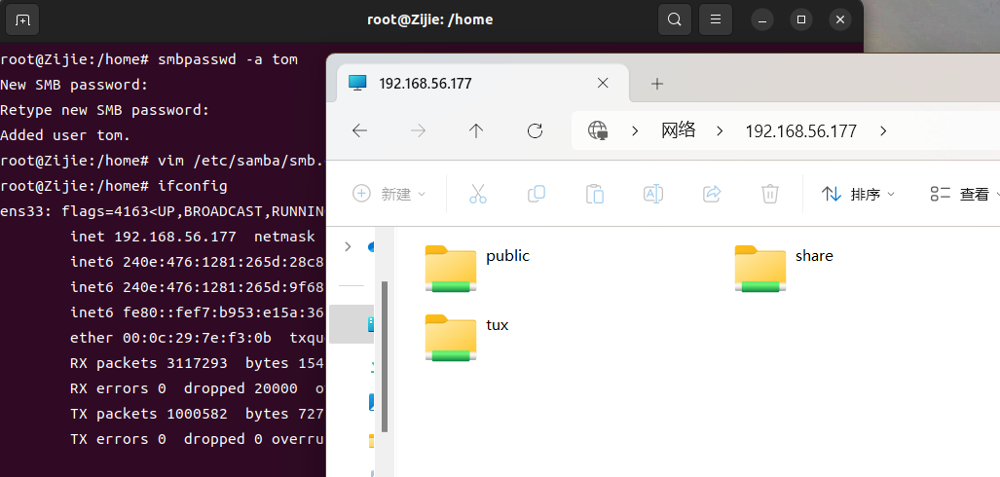 root@Zijie: /home
root@Zijie:/home# smbpasswd -a tom
New SMB password:
Retype new SMB password:
Added user tom.
root@Zijie:/home# vim /etc/samba/smb.
root@Zijie:/home# ifconfig
ens33: flags=4163<UP,BROADCAST,RUNNIN
inet 192.168.56.177 netmask
inet6 240e:476:1281:265d:28c8
inet6 240e:476:1281:265d:9f68
inet6 fe80::fef7:b953:e15a:36
ether 00:0c:29:7e:f3:0b txqu
RX packets 3117293 bytes 154
RX errors 0 dropped 20000 o
TX packets 1000582 bytes 727
TX errors 0 dropped 0 overru
192.168.56.177
网络 192.168.56.177
新建 排序 查看
public share
tux